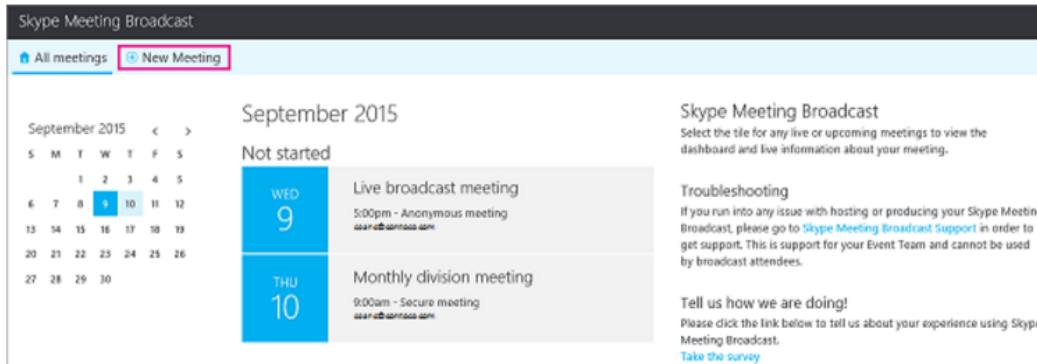 Skype Meeting Broadcast
All meetings
New Meeting
September 2015 < >
S M T W T F S
1 2 3 4 5
6 7 8 9 10 11 12
13 14 15 16 17 18 19
20 21 22 23 24 25 26
27 28 29 30
September 2015
Not started
WED
9
Live broadcast meeting
5:00pm - Anonymous meeting
THU
10
Monthly division meeting
9:00am - Secure meeting
Skype Meeting Broadcast
Select the tile for any live or upcoming meetings to view the
dashboard and live information about your meeting.
Troubleshooting
If you run into any issue with hosting or producing your Skype Meetin
Broadcast, please go to Skype Meeting Broadcast Support in order to
get support. This is support for your Event Team and cannot be used
by broadcast attendees.
Tell us how we are doing!
Please click the link below to tell us about your experience using Skype
Meeting Broadcast.
Take the survey